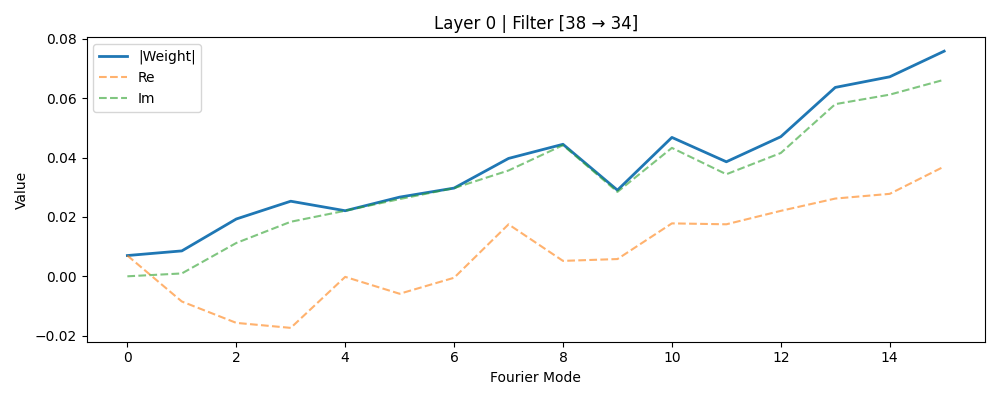 Layer 0 | Filter [38 → 34]
|Weight|
Re
Im
Value
0.08
0.06
0.04
0.02
0.00
−0.02
0 2 4 6 8 10 12 14
Fourier Mode